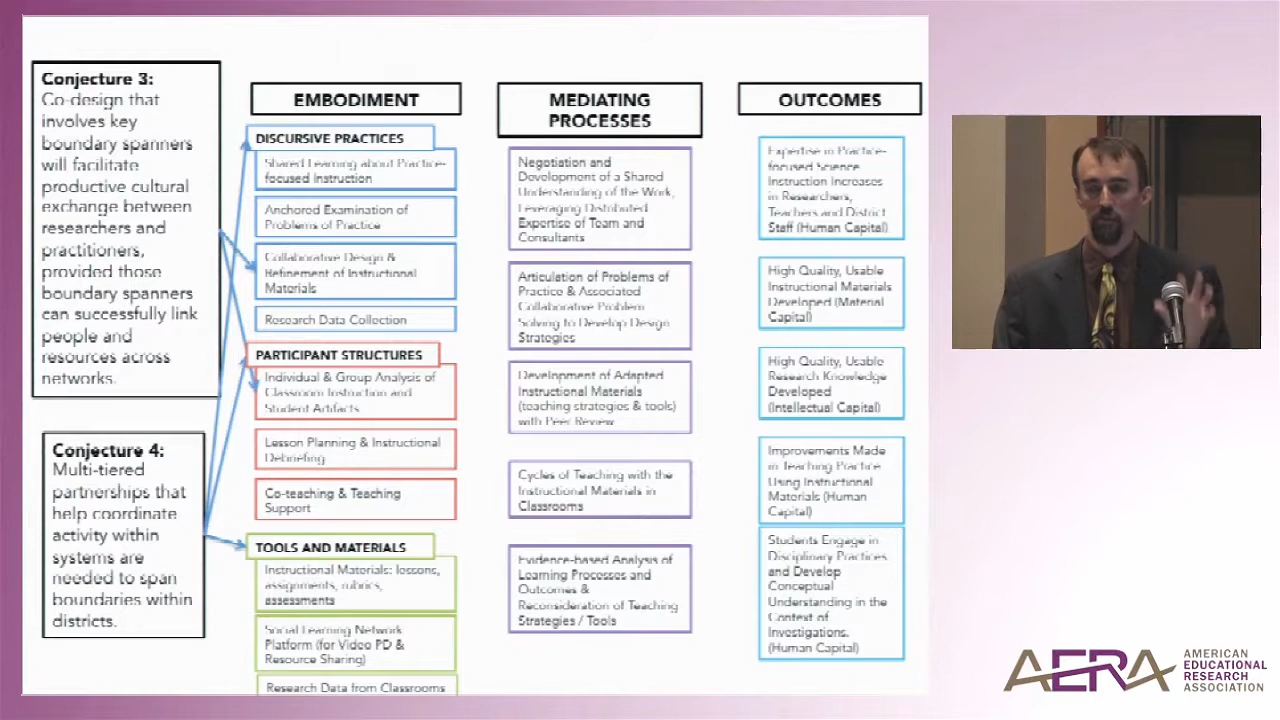 Conjecture 3:
Co-design that
involves key
boundary spanners
will facilitate
productive cultural
exchange between
researchers and
practitioners,
provided those
boundary spanners
can successfully link
people and
resources across
networks.
Conjecture 4:
Multi-tiered
partnerships that
help coordinate
activity within
systems are
needed to span
boundaries within
districts.
EMBODIMENT
DISCURSIVE PRACTICES
Shared Learning about Practice-
focused Instruction
Anchored Examination of
Problems of Practice
Collaborative Design &
Refinement of Instructional
Materials
Research Data Collection
PARTICIPANT STRUCTURES
Individual & Group Analysis of
Classroom Instruction and
Student Artifacts
Lesson Planning & Instructional
Debriefing
Co-teaching & Teaching
Support
TOOLS AND MATERIALS
Instructional Materials: lessons,
assignments, rubrics,
assessments
Social Learning Network
Platform (for Video PD &
Resource Sharing)
Research Data from Classrooms
MEDIATING
PROCESSES
Negotiation and
Development of a Shared
Understanding of the Work,
Leveraging Distributed
Expertise of Team and
Consultants
Articulation of Problems of
Practice & Associated
Collaborative Problem
Solving to Develop Design
Strategies
Development of Adapted
Instructional Materials
(teaching strategies & tools)
with Peer Review
Cycles of Teaching with the
Instructional Materials in
Classrooms
Evidence-based Analysis of
Learning Processes and
Outcomes &
Reconsideration of Teaching
Strategies / Tools
OUTCOMES
Expertise in Practice-
focused Science
Instruction Increases
in Researchers,
Teachers and District
Staff (Human Capital)
High Quality, Usable
Instructional Materials
Developed (Material
Capital)
High Quality, Usable
Research Knowledge
Developed
(Intellectual Capital)
Improvements Made
in Teaching Practice
Using Instructional
Materials (Human
Capital)
Students Engage in
Disciplinary Practices
and Develop
Conceptual
Understanding in the
Context of
Investigations.
(Human Capital)
AERA
AMERICAN
EDUCATIONAL
RESEARCH
ASSOCIATION